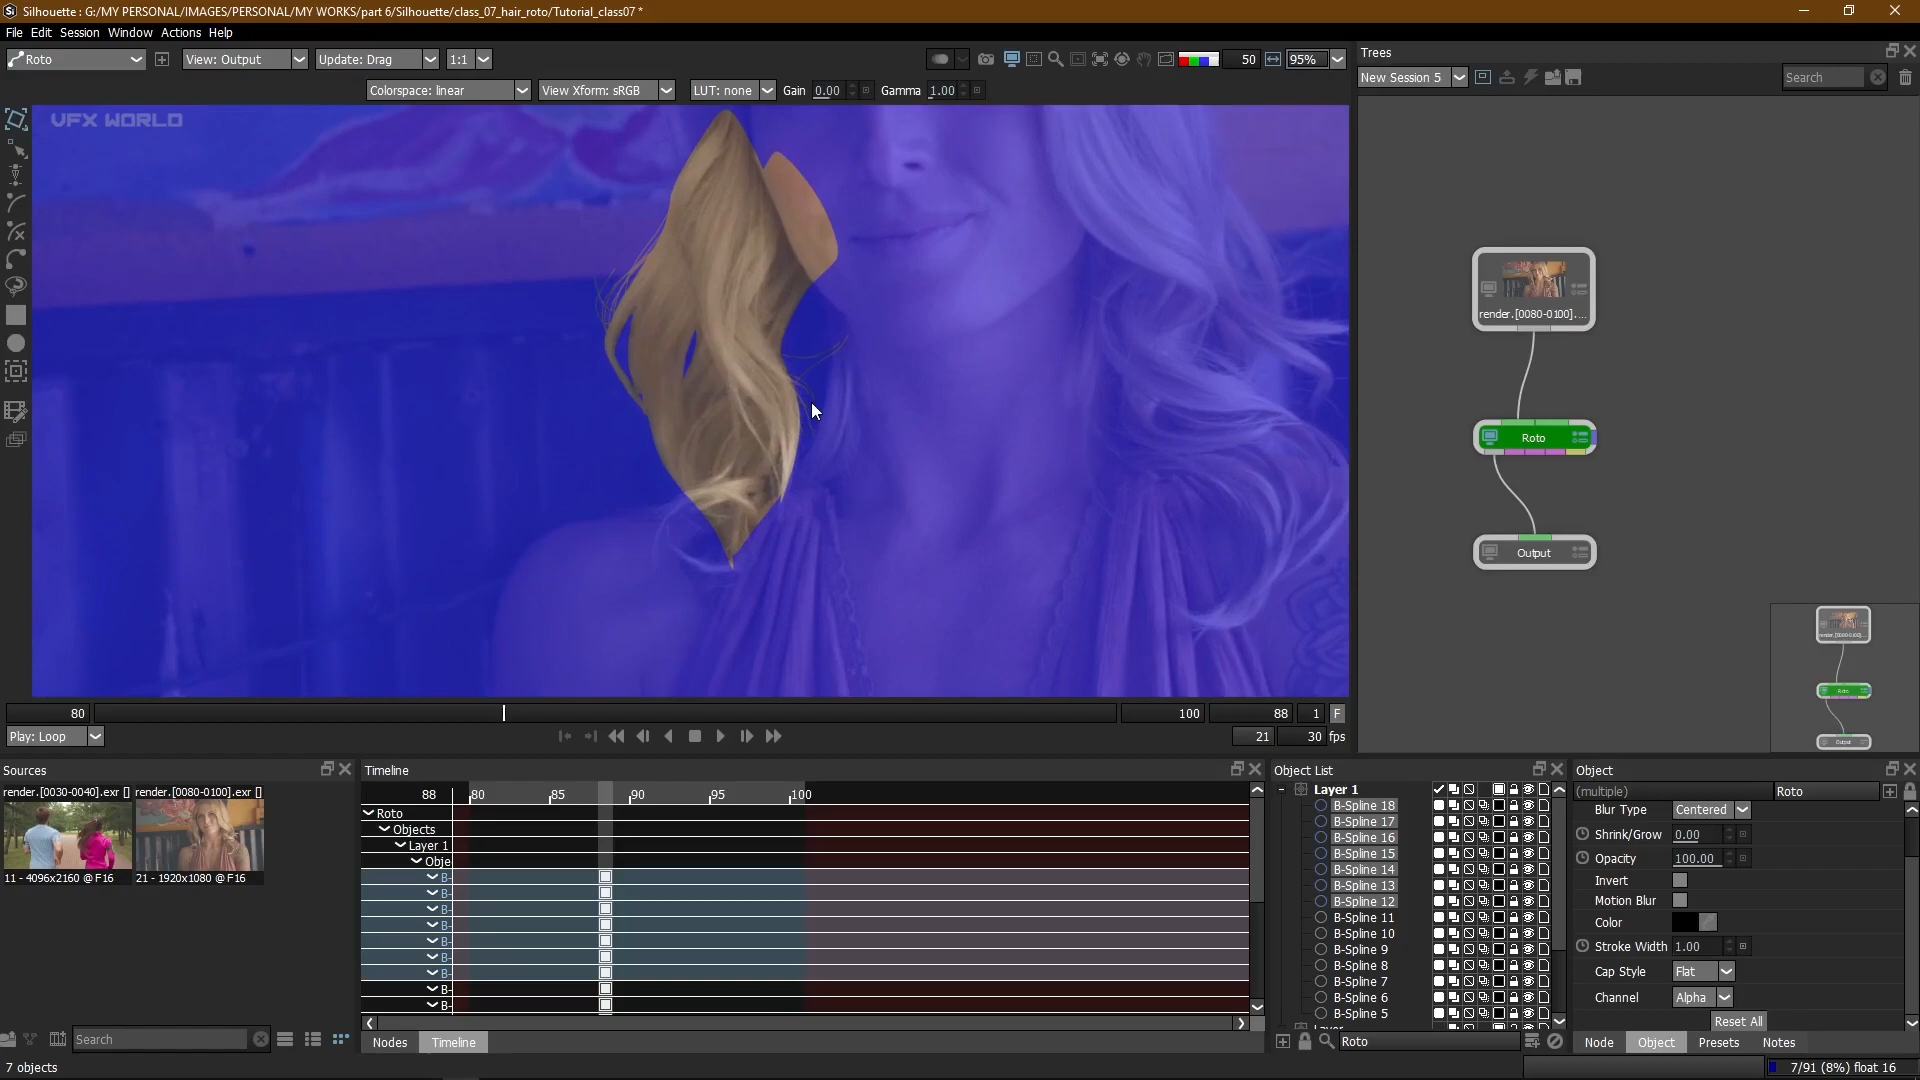 Silhouette : G:/MY PERSONAL/IMAGES/PERSONAL/MY WORKS/part 6/Silhouette/class_07_hair_roto/Tutorial_class07 *
File Edit Session Window Actions Help
Roto View: Output Update: Drag 1:1 50 95%
Colorspace: linear View Xform: sRGB LUT: none Gain 0.00 Gamma 1.00
VFX WORLD
Trees
New Session 5 Search
render.[0080-0100]....
Roto
Output
80 100 88 1 F
Play: Loop 21 30 fps
Sources
render.[0030-0040].exr [] render.[0080-0100].exr []
11 - 4096x2160 @F16 21 - 1920x1080 @F16
Search
7 objects
Timeline
88 80 85 90 95 100
Roto
Objects
Layer 1
Obje
B-
B-
B-
B-
B-
B-
B-
B-
B-
Nodes Timeline
Object List
Layer 1
B-Spline 18
B-Spline 17
B-Spline 16
B-Spline 15
B-Spline 14
B-Spline 13
B-Spline 12
B-Spline 11
B-Spline 10
B-Spline 9
B-Spline 8
B-Spline 7
B-Spline 6
B-Spline 5
Roto
Object
(multiple) Roto
Blur Type Centered
Shrink/Grow 0.00
Opacity 100.00
Invert
Motion Blur
Color
Stroke Width 1.00
Cap Style Flat
Channel Alpha
Reset All
Node Object Presets Notes
7/91 (8%) float 16